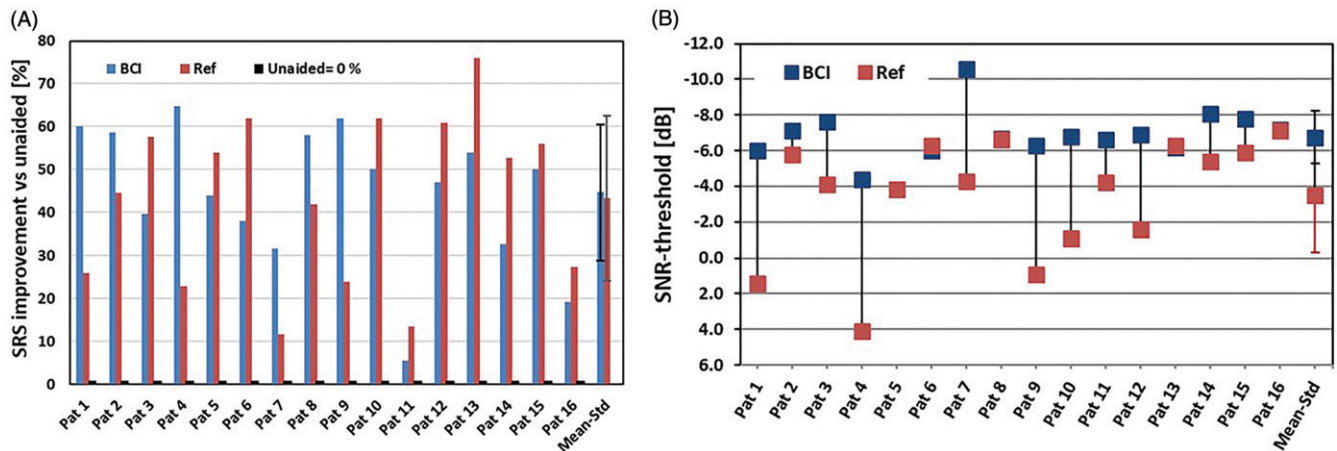 (A)
SRS improvement vs unaided [%]
80
70
60
50
40
30
20
10
0
BCI Ref Unaided= 0 %
Pat 1 Pat 2 Pat 3 Pat 4 Pat 5 Pat 6 Pat 7 Pat 8 Pat 9 Pat 10 Pat 11 Pat 12 Pat 13 Pat 14 Pat 15 Pat 16 Mean-Std
(B)
SNR-threshold [dB]
-12.0
-10.0
-8.0
-6.0
-4.0
-2.0
0.0
2.0
4.0
6.0
BCI Ref
Pat 1 Pat 2 Pat 3 Pat 4 Pat 5 Pat 6 Pat 7 Pat 8 Pat 9 Pat 10 Pat 11 Pat 12 Pat 13 Pat 14 Pat 15 Pat 16 Mean-Std